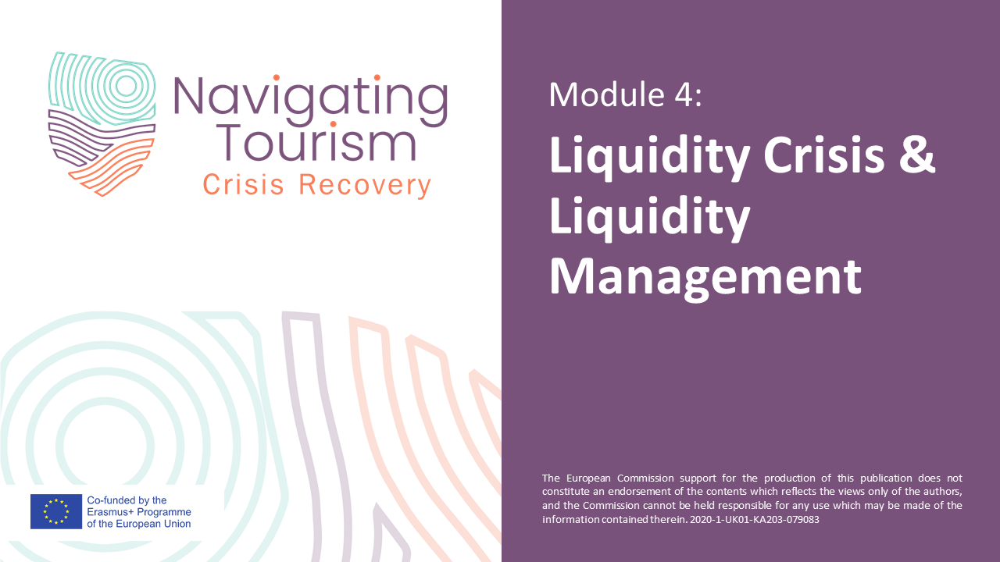 Navigating
Tourism
Crisis Recovery
Co-funded by the
Erasmus+ Programme
of the European Union
Module 4:
Liquidity Crisis &
Liquidity
Management
The European Commission support for the production of this publication does not
constitute an endorsement of the contents which reflects the views only of the authors,
and the Commission cannot be held responsible for any use which may be made of the
information contained therein. 2020-1-UK01-KA203-079083